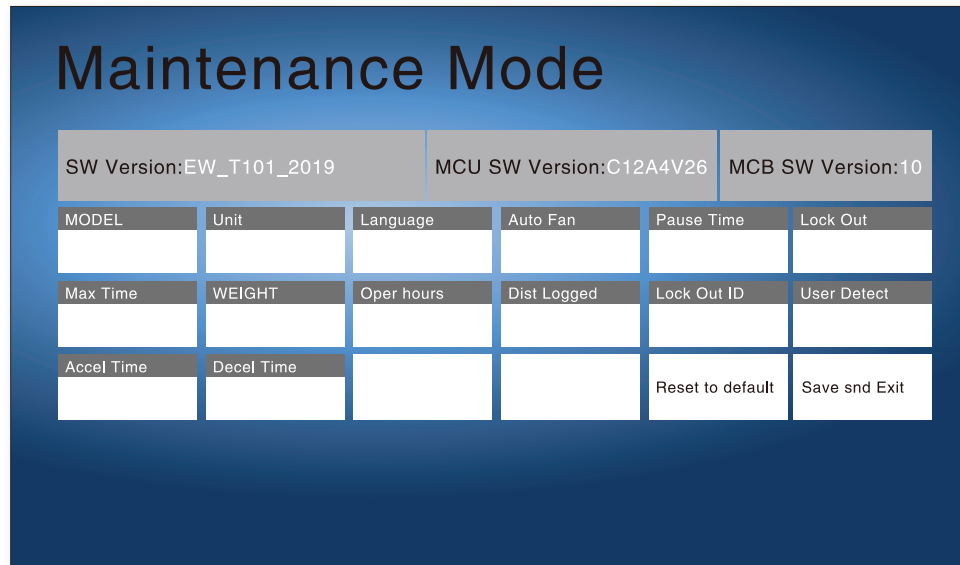 Maintenance Mode
SW Version:EW_T101_2019 MCU SW Version:C12A4V26 MCB SW Version:10
MODEL Unit Language Auto Fan Pause Time Lock Out
Max Time WEIGHT Oper hours Dist Logged Lock Out ID User Detect
Accel Time Decel Time
Reset to default Save snd Exit